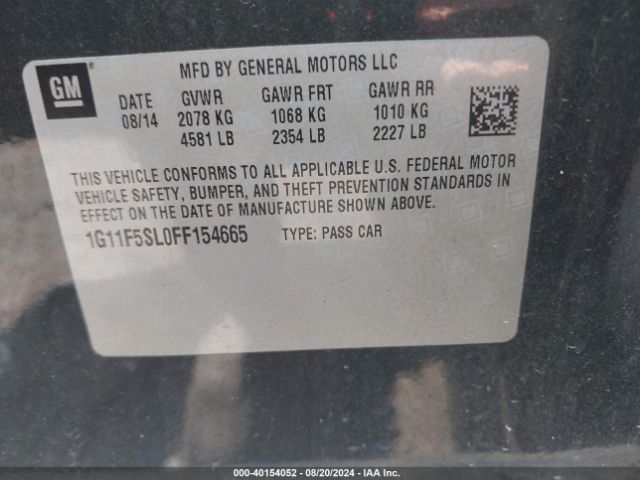 GM ®
MFD BY GENERAL MOTORS LLC
DATE GVWR GAWR FRT GAWR RR
08/14 2078 KG 1068 KG 1010 KG
4581 LB 2354 LB 2227 LB
THIS VEHICLE CONFORMS TO ALL APPLICABLE U.S. FEDERAL MOTOR
VEHICLE SAFETY, BUMPER, AND THEFT PREVENTION STANDARDS IN
EFFECT ON THE DATE OF MANUFACTURE SHOWN ABOVE.
1G11F5SL0FF154665 TYPE: PASS CAR
000-40154052 - 08/20/2024 - IAA Inc.